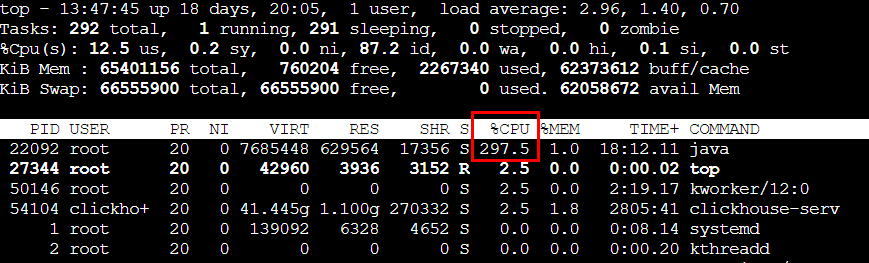 top - 13:47:45 up 18 days, 20:05,  1 user,  load average: 2.96, 1.40, 0.70
Tasks: 292 total,   1 running, 291 sleeping,   0 stopped,   0 zombie
%Cpu(s): 12.5 us,  0.2 sy,  0.0 ni, 87.2 id,  0.0 wa,  0.0 hi,  0.1 si,  0.0 st
KiB Mem : 65401156 total,   760204 free,  2267340 used, 62373612 buff/cache
KiB Swap: 66555900 total, 66555900 free,        0 used. 62058672 avail Mem
PID USER PR NI VIRT RES SHR S %CPU %MEM TIME+ COMMAND
22092 root 20 0 7685448 629564 17356 S 297.5 1.0 18:12.11 java
27344 root 20 0 42960 3936 3152 R 2.5 0.0 0:00.02 top
50146 root 20 0 0 0 0 S 2.5 0.0 2:19.17 kworker/12:0
54104 clickho+ 20 0 41.445g 1.100g 270332 S 2.5 1.8 2805:41 clickhouse-serv
1 root 20 0 139092 6328 4652 S 0.0 0.0 0:08.14 systemd
2 root 20 0 0 0 0 S 0.0 0.0 0:00.20 kthreadd